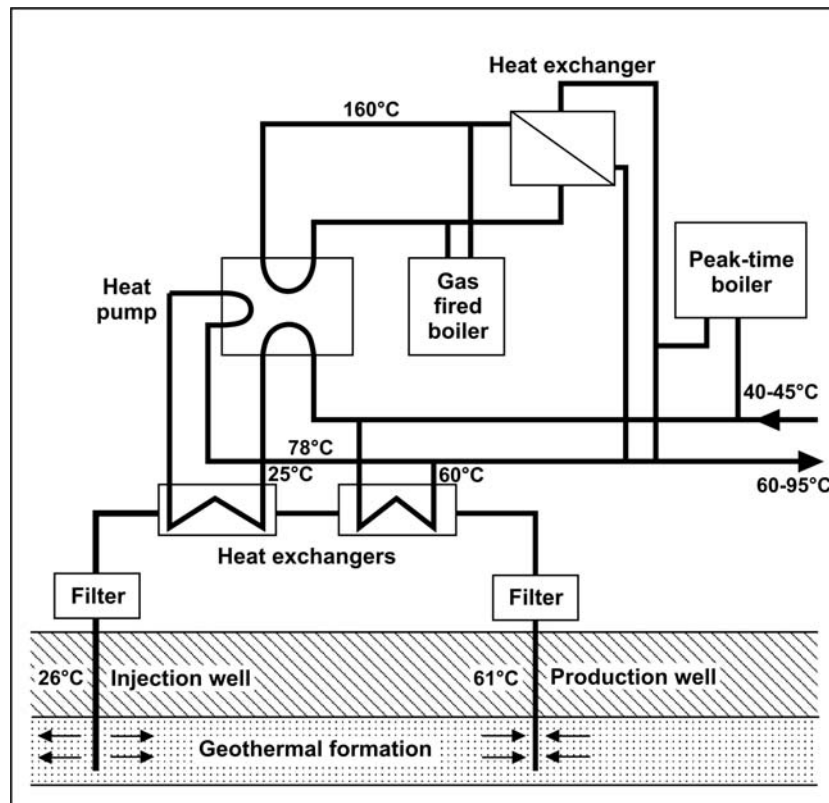 Heat exchanger
160°C
Heat
pump
Gas
fired
boiler
Peak-time
boiler
40-45°C
78°C
25°C
60°C
60-95°C
Heat exchangers
Filter
Filter
26°C
Injection well
61°C
Production well
Geothermal formation